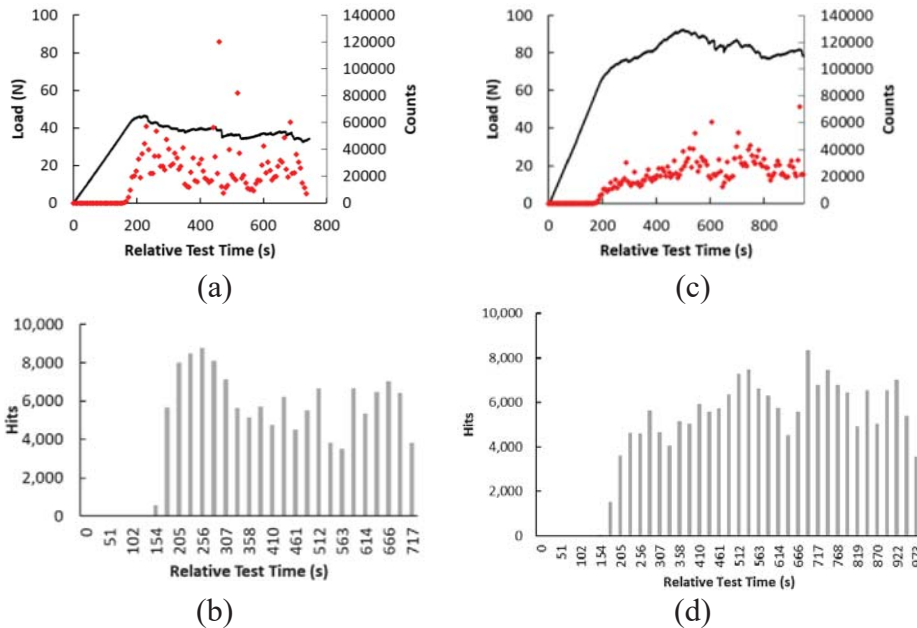 100
80
60
40
20
0
Load (N)
140000
120000
100000
80000
60000
40000
20000
0
Counts
0 200 400 600 800
Relative Test Time (s)
(a)
100
80
60
40
20
0
Load (N)
140000
120000
100000
80000
60000
40000
20000
0
Counts
0 200 400 600 800
Relative Test Time (s)
(c)
10,000
8,000
6,000
4,000
2,000
0
Hits
0 51 102 154 205 256 307 358 410 461 512 563 614 666 717
Relative Test Time (s)
(b)
10,000
8,000
6,000
4,000
2,000
0
Hits
0 51 102 154 205 256 307 358 410 461 512 563 614 666 717 768 819 870 922 973
Relative Test Time (s)
(d)